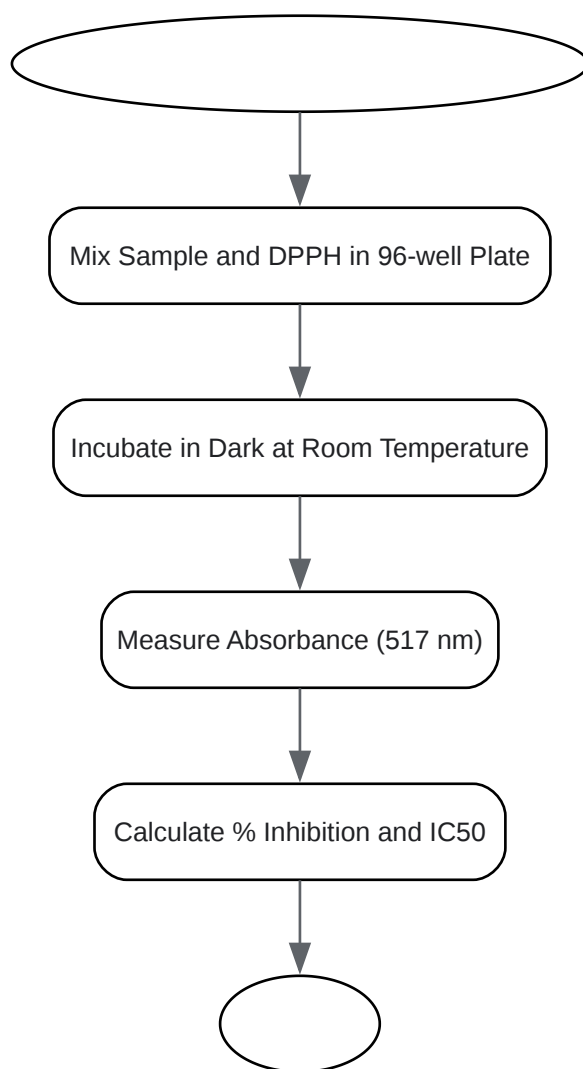 Mix Sample and DPPH in 96-well Plate
Incubate in Dark at Room Temperature
Measure Absorbance (517 nm)
Calculate % Inhibition and IC50